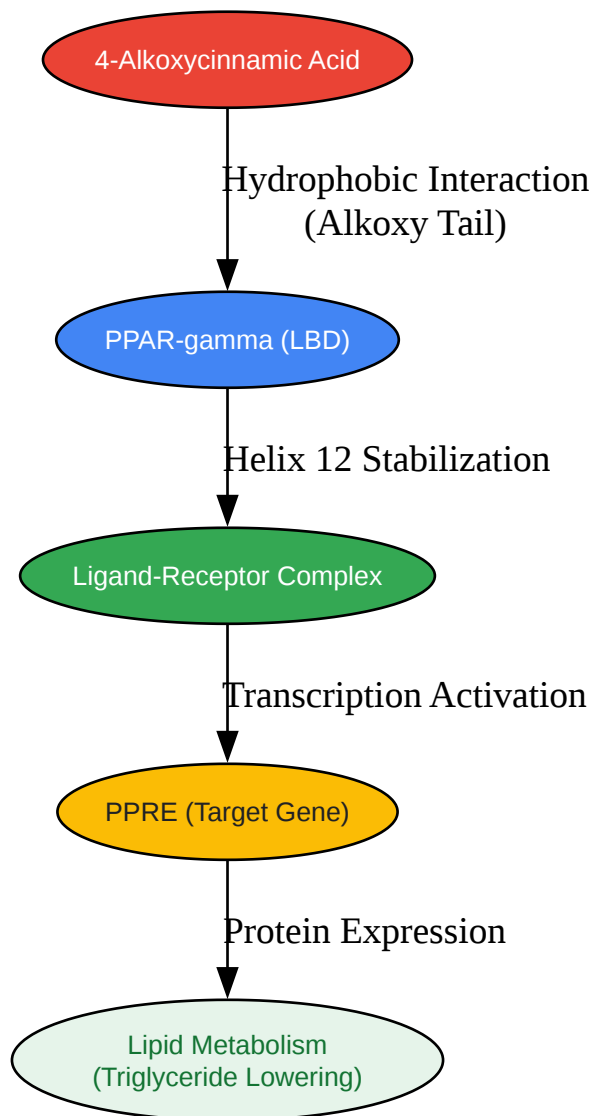 4-Alkoxycinnamic Acid
Hydrophobic Interaction
(Alkoxy Tail)
PPAR-gamma (LBD)
Helix 12 Stabilization
Ligand-Receptor Complex
Transcription Activation
PPRE (Target Gene)
Protein Expression
Lipid Metabolism
(Triglyceride Lowering)